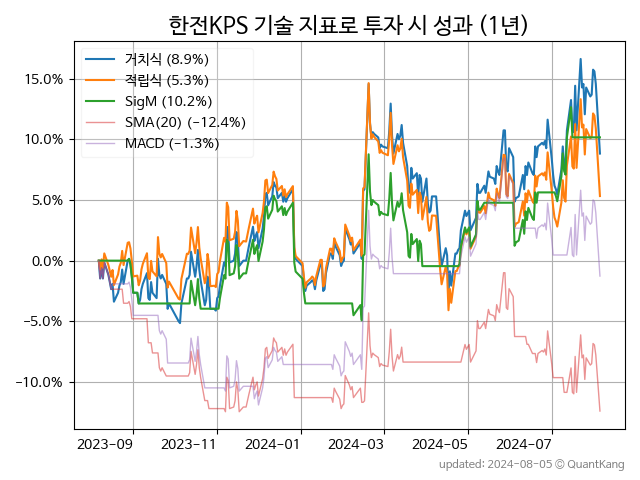 한전KPS 기술 지표로 투자 시 성과 (1년)
거치식 (8.9%)
적립식 (5.3%)
SigM (10.2%)
SMA(20) (−12.4%)
MACD (−1.3%)
15.0%
10.0%
5.0%
0.0%
−5.0%
−10.0%
2023-09 2023-11 2024-01 2024-03 2024-05 2024-07
updated: 2024-08-05 © QuantKang